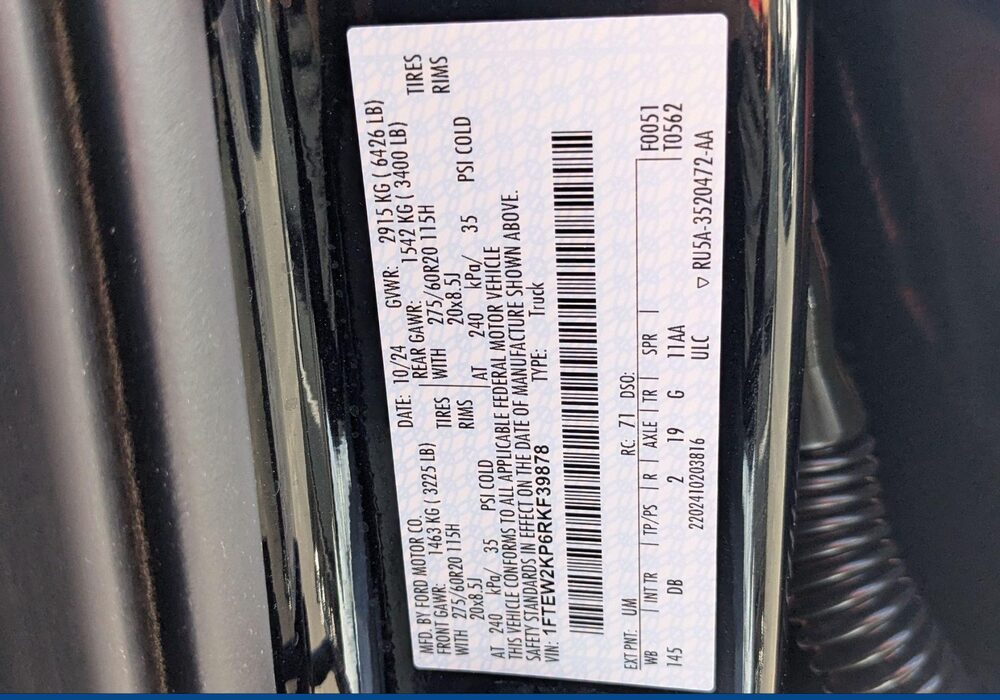 MFD. BY FORD MOTOR CO. DATE: 10/24 GVWR: 2915 KG ( 6426 LB)
FRONT GAWR: 1463 KG ( 3225 LB) REAR GAWR: 1542 KG ( 3400 LB)
WITH 275/60R20 115H TIRES WITH 275/60R20 115H TIRES
20x8.5J RIMS 20x8.5J RIMS
AT 240 kPa/ 35 PSI COLD AT 240 kPa/ 35 PSI COLD
THIS VEHICLE CONFORMS TO ALL APPLICABLE FEDERAL MOTOR VEHICLE
SAFETY STANDARDS IN EFFECT ON THE DATE OF MANUFACTURE SHOWN ABOVE.
VIN: 1FTEW2KP6RKF39878 TYPE: Truck
EXT PNT: UM RC: 71 DSO: F0051
WB INT TR TP/PS R AXLE TR SPR T0562
145 DB 2 19 G 11AA
2202410203816 ULC ▽ RU5A-3520472-AA